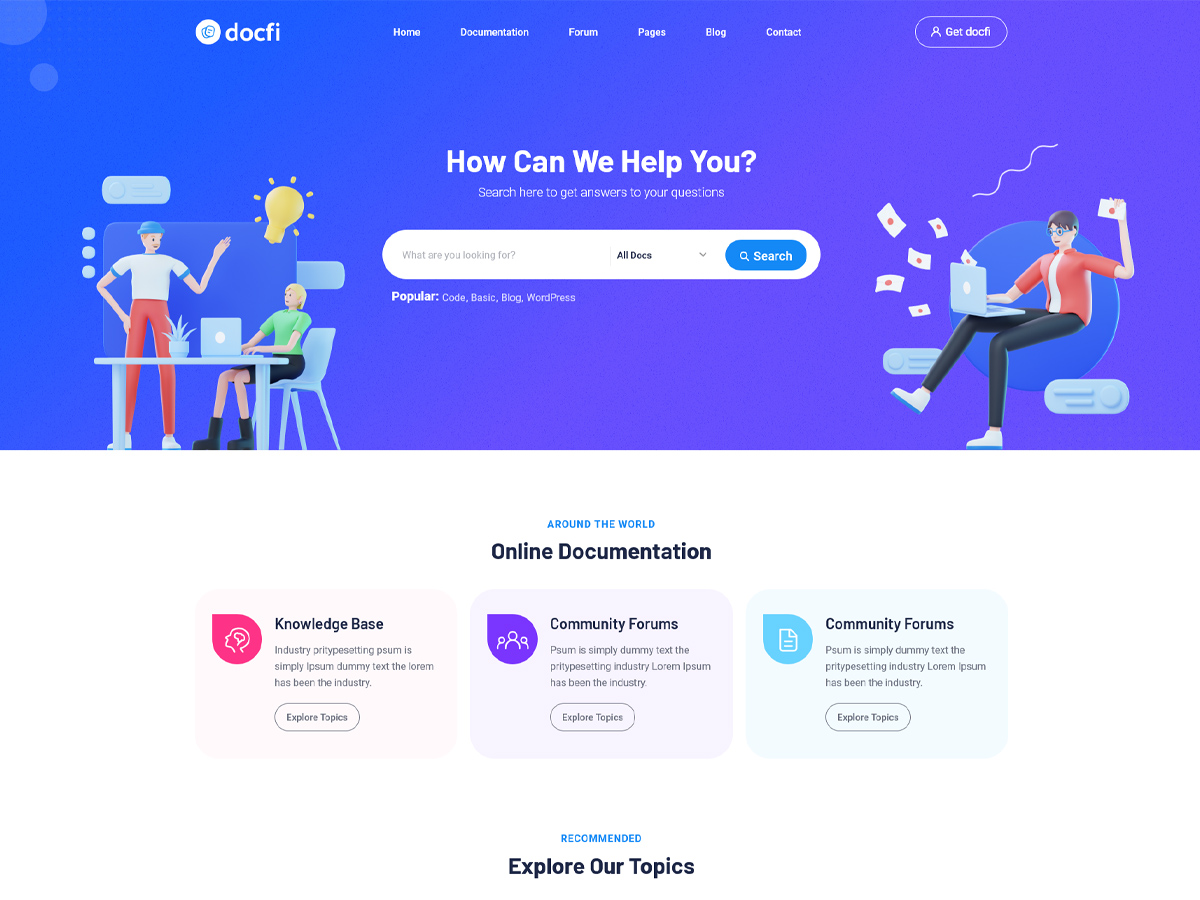 docfi
Home Documentation Forum Pages Blog Contact
Get docfi
How Can We Help You?
Search here to get answers to your questions
What are you looking for? All Docs Search
Popular: Code, Basic, Blog, WordPress
AROUND THE WORLD
Online Documentation
Knowledge Base
Industry pritypesetting psum is
simply Ipsum dummy text the lorem
has been the industry.
Explore Topics
Community Forums
Psum is simply dummy text the
pritypesetting industry Lorem Ipsum
has been the industry.
Explore Topics
Community Forums
Psum is simply dummy text the
pritypesetting industry Lorem Ipsum
has been the industry.
Explore Topics
RECOMMENDED
Explore Our Topics